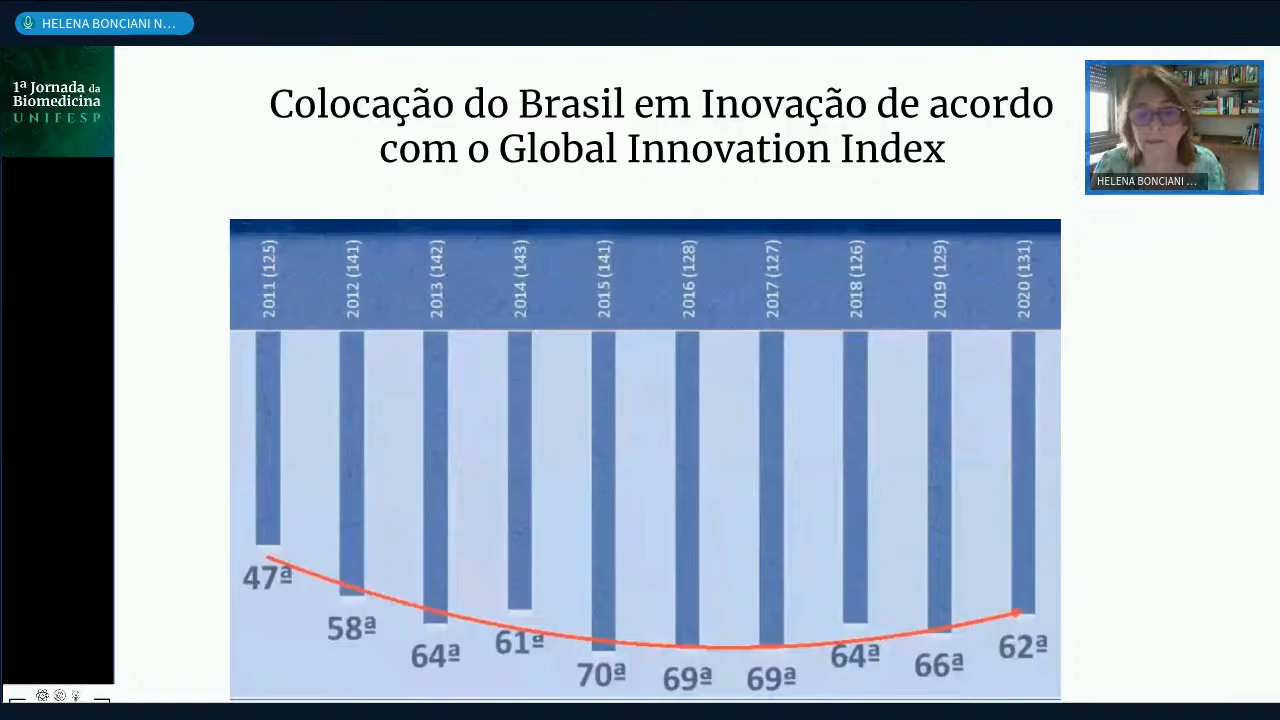 HELENA BONCIANI N...
1ª Jornada da
Biomedicina
UNIFESP
Colocação do Brasil em Inovação de acordo
com o Global Innovation Index
HELENA BONCIANI ...
2011 (125)
2012 (141)
2013 (142)
2014 (143)
2015 (141)
2016 (128)
2017 (127)
2018 (126)
2019 (129)
2020 (131)
47ª
58ª
64ª
61ª
70ª
69ª
69ª
64ª
66ª
62ª